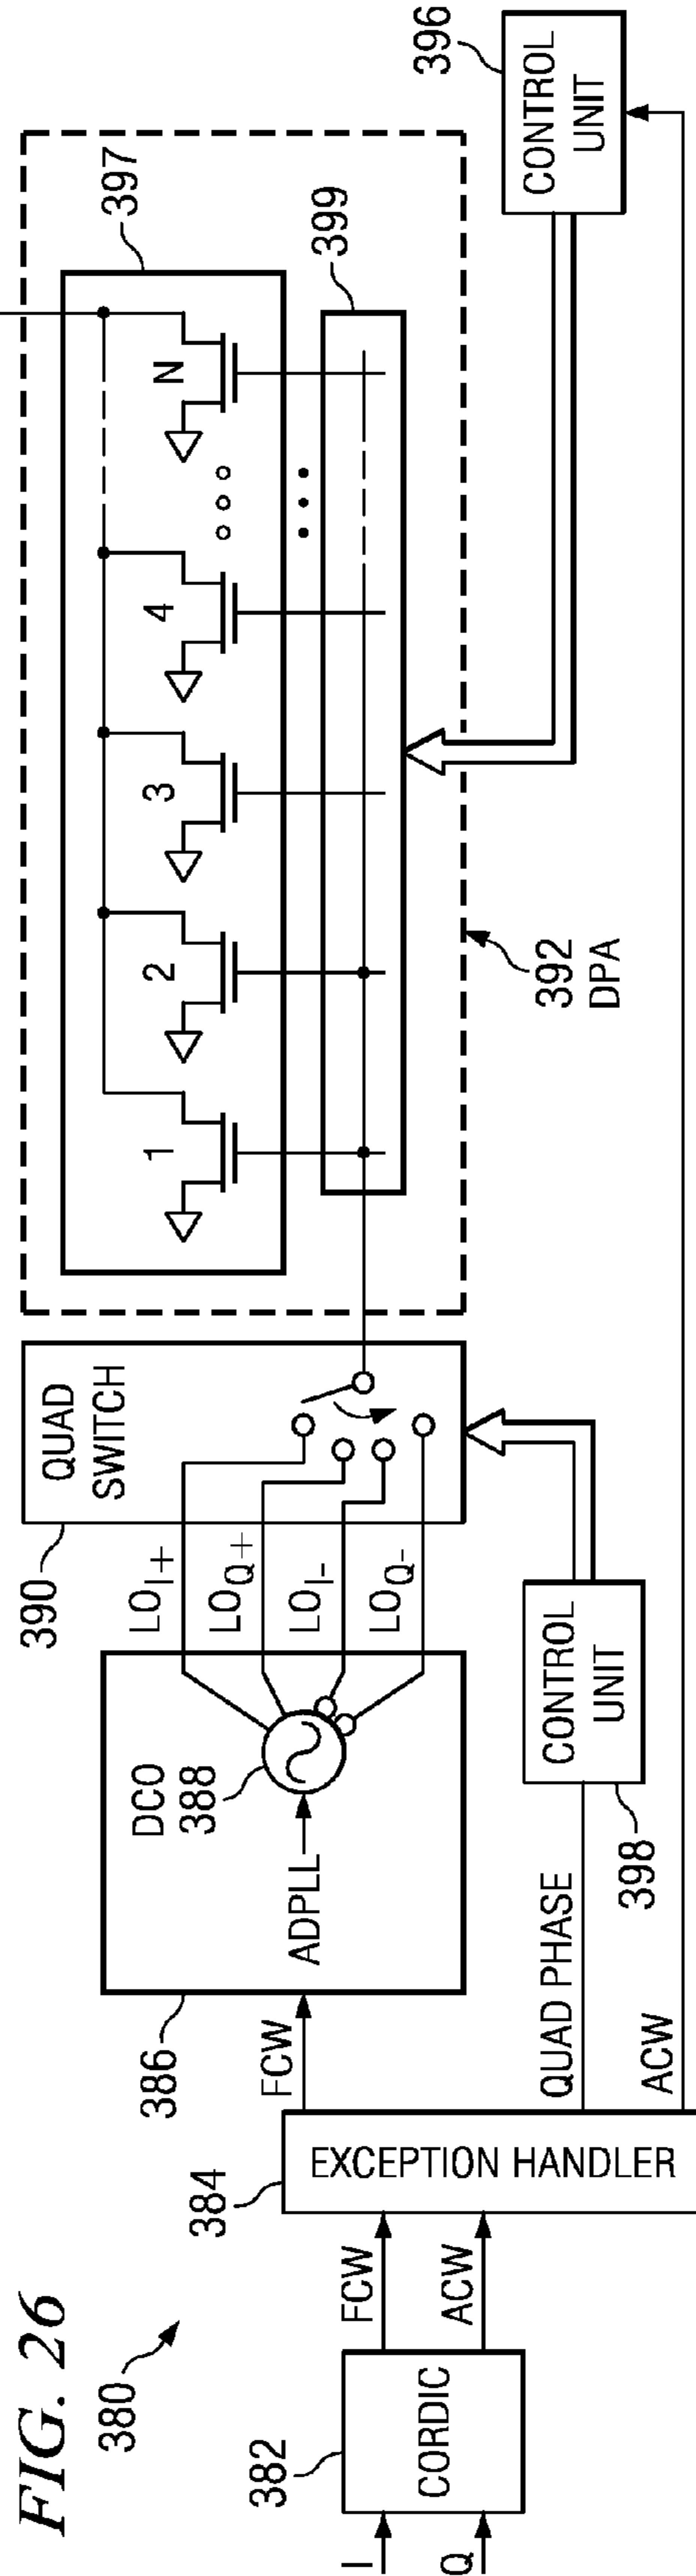 FIG. 26
380
I
Q
382
CORDIC
FCW
ACW
384
EXCEPTION HANDLER
FCW
QUAD PHASE
ACW
386
ADPLL
DCO
388
398
CONTROL
UNIT
LOI+
LOQ+
LOI-
LOQ-
390
QUAD
SWITCH
392
DPA
1
2
3
4
N
397
399
396
CONTROL
UNIT